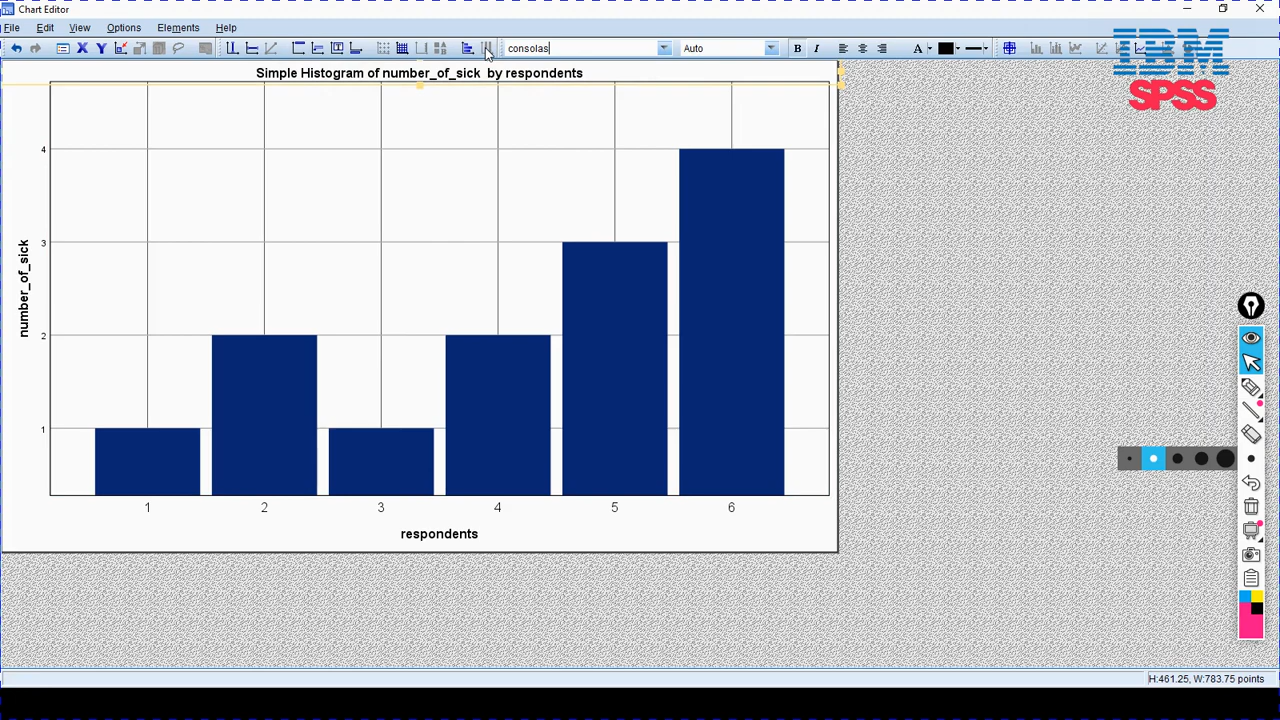 Chart Editor
File Edit View Options Elements Help
consolas Auto B I A
IBM
SPSS
Simple Histogram of number_of_sick by respondents
number_of_sick
4
3
2
1
1 2 3 4 5 6
respondents
H:461.25, W:783.75 points